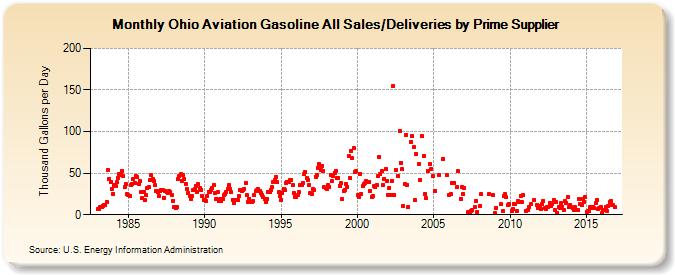 Monthly Ohio Aviation Gasoline All Sales/Deliveries by Prime Supplier
Thousand Gallons per Day
200
150
100
50
0
1985 1990 1995 2000 2005 2010 2015
Source: U.S. Energy Information Administration